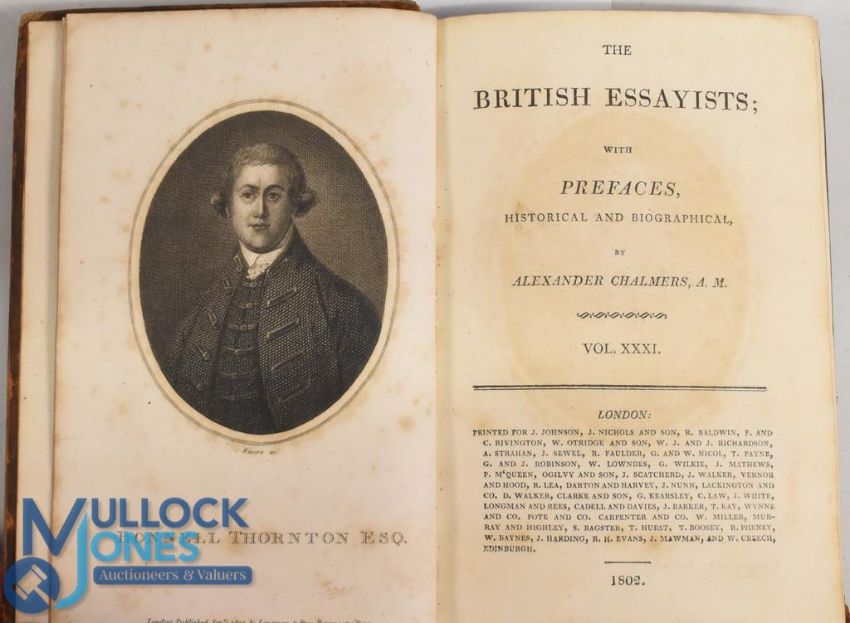 BONNELL THORNTON ESQ.
MULLOCK
JONES
Auctioneers & Valuers
THE
BRITISH ESSAYISTS;
WITH
PREFACES,
HISTORICAL AND BIOGRAPHICAL,
BY
ALEXANDER CHALMERS, A. M.
VOL. XXXI.
LONDON:
PRINTED FOR J. JOHNSON, J. NICHOLS AND SON, R. BALDWIN, F. AND
C. RIVINGTON, W. OTRIDGE AND SON, W. J. AND J. RICHARDSON,
A. STRAHAN, J. SEWEL, R. FAULDER, G. AND W. NICOL, T. PAYNE,
G. AND J. ROBINSON, W. LOWNDES, G. WILKIE, J. MATHEWS,
P. MᶜQUEEN, OGILVY AND SON, J. SCATCHERD, J. WALKER, VERNOR
AND HOOD, R. LEA, DARTON AND HARVEY, J. NUNN, LACKINGTON AND
CO. D. WALKER, CLARKE AND SON, G. KEARSLEY, C. LAW, J. WHITE,
LONGMAN AND REES, CADELL AND DAVIES, J. BARKER, T. KAY, WYNNE
AND CO. POTE AND CO. CARPENTER AND CO. W. MILLER, MUR-
RAY AND HIGHLEY, S. BAGSTER, T. HURST, T. BOOSEY, R. PHENEY,
W. BAYNES, J. HARDING, R. H. EVANS, J. MAWMAN, AND W. CREECH,
EDINBURGH.
1802.